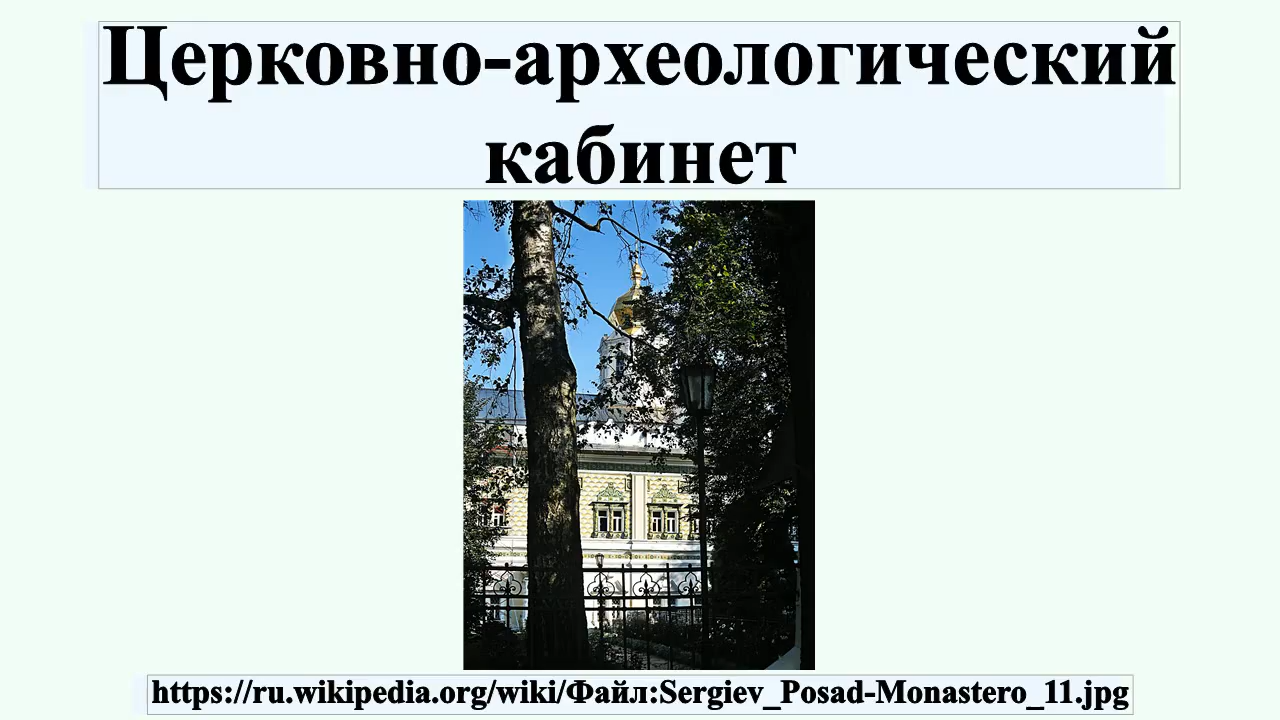 Церковно-археологический
кабинет
https://ru.wikipedia.org/wiki/Файл:Sergiev_Posad-Monastero_11.jpg